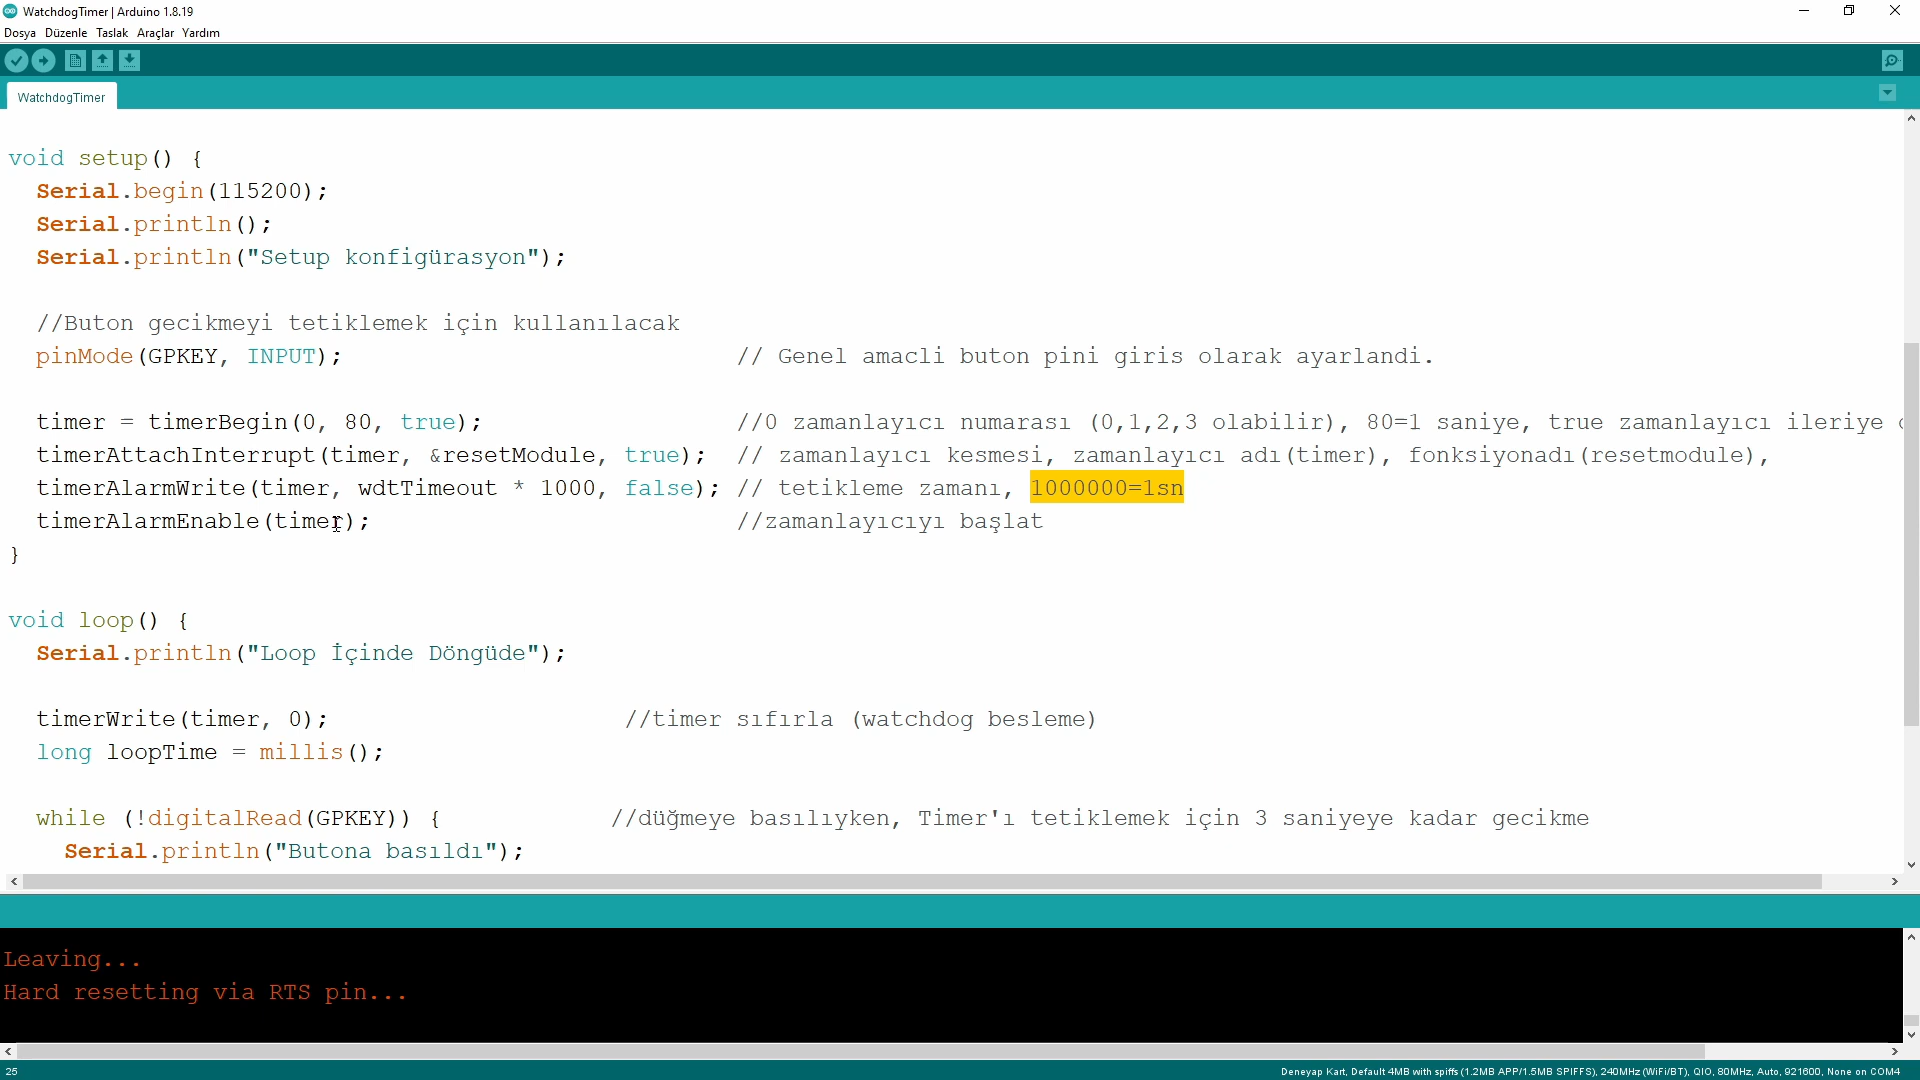 WatchdogTimer | Arduino 1.8.19
Dosya Düzenle Taslak Araçlar Yardım
WatchdogTimer
void setup() {
Serial.begin(115200);
Serial.println();
Serial.println("Setup konfigürasyon");
//Buton gecikmeyi tetiklemek için kullanılacak
pinMode(GPKEY, INPUT); // Genel amacli buton pini giris olarak ayarlandi.
timer = timerBegin(0, 80, true); //0 zamanlayıcı numarası (0,1,2,3 olabilir), 80=1 saniye, true zamanlayıcı ileriye
timerAttachInterrupt(timer, &resetModule, true); // zamanlayıcı kesmesi, zamanlayıcı adı(timer), fonksiyonadı(resetmodule),
timerAlarmWrite(timer, wdtTimeout * 1000, false); // tetikleme zamanı, 1000000=1sn
timerAlarmEnable(timer); //zamanlayıcıyı başlat
}
void loop() {
Serial.println("Loop İçinde Döngüde");
timerWrite(timer, 0); //timer sıfırla (watchdog besleme)
long loopTime = millis();
while (!digitalRead(GPKEY)) { //düğmeye basılıyken, Timer'ı tetiklemek için 3 saniyeye kadar gecikme
Serial.println("Butona basıldı");
Leaving...
Hard resetting via RTS pin...
25 Deneyap Kart, Default 4MB with spiffs (1.2MB APP/1.5MB SPIFFS), 240MHz (WiFi/BT), QIO, 80MHz, Auto, 921600, None on COM4